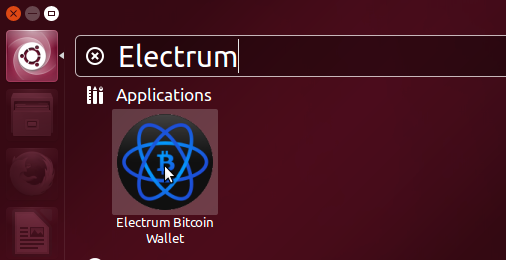 Electrum
Applications
Electrum Bitcoin
Wallet